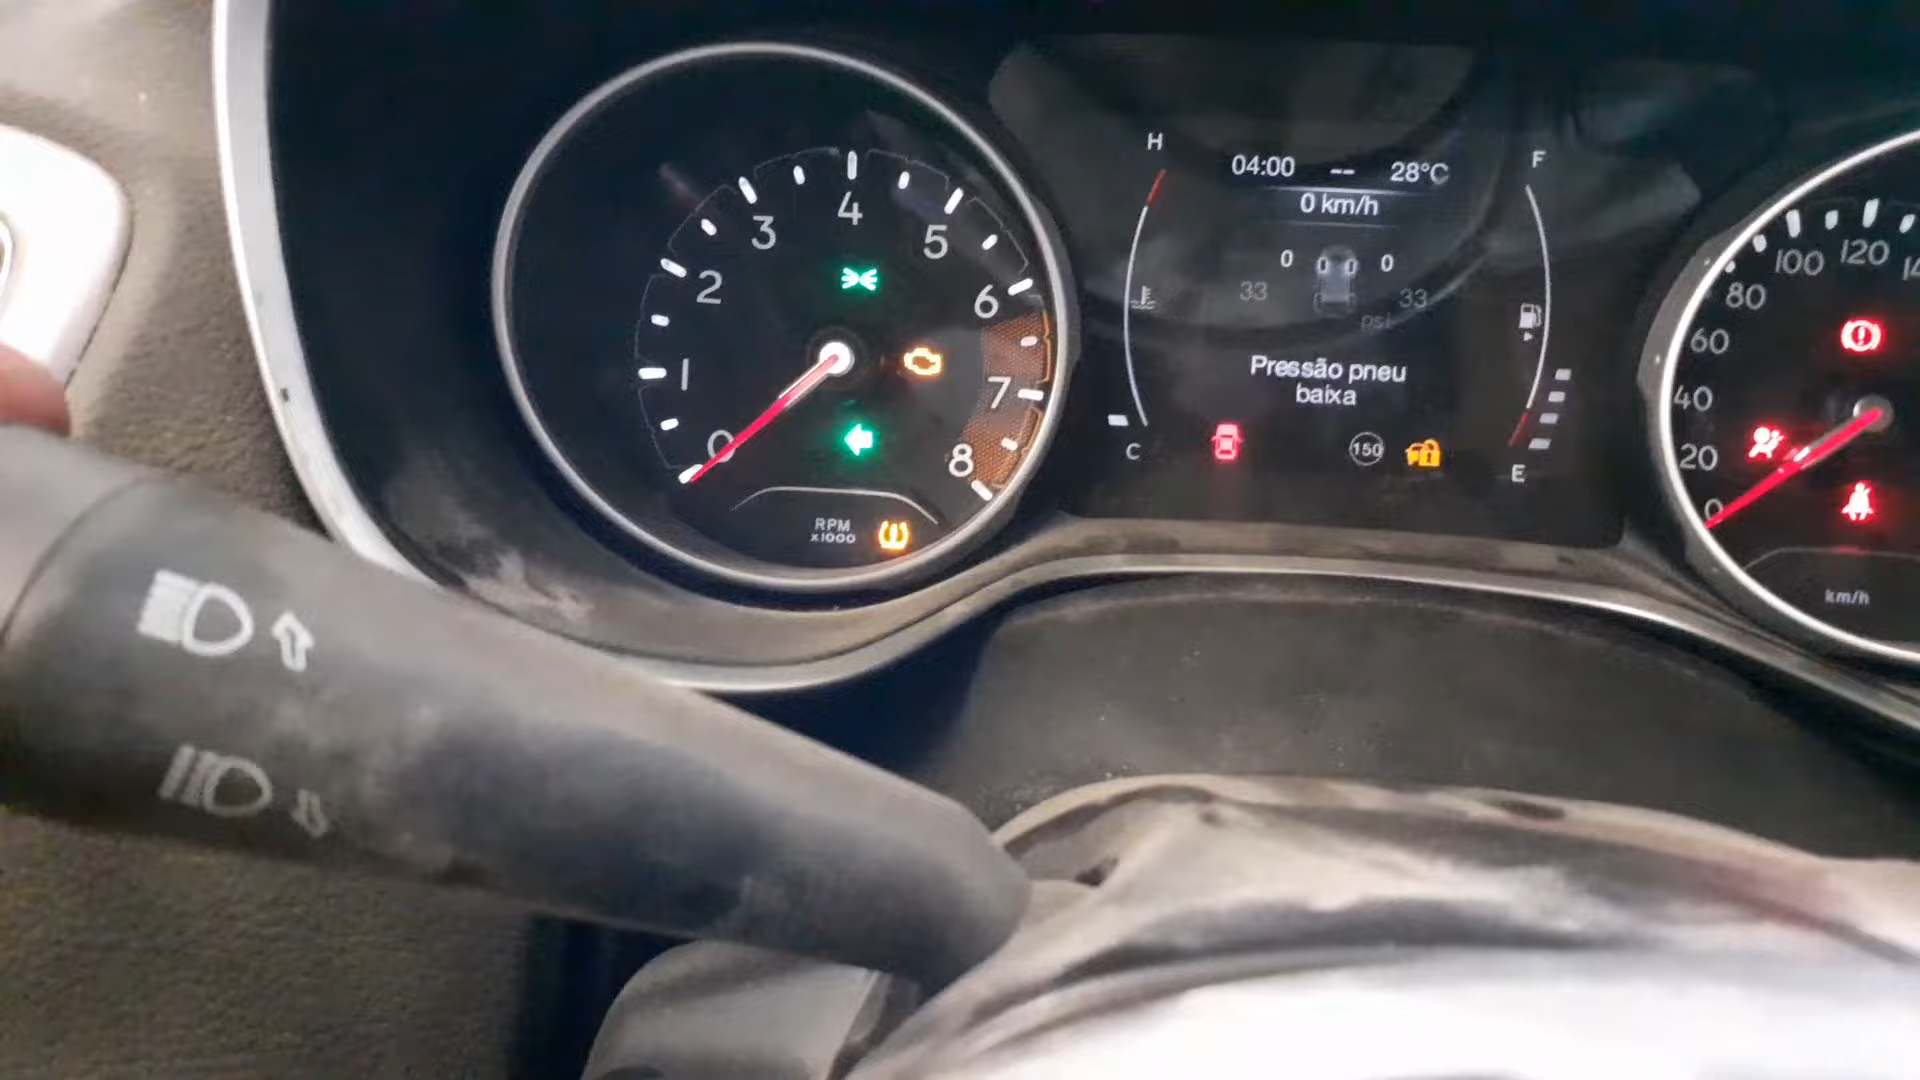 0
1
2
3
4
5
6
7
8
RPM
x1000
H
C
04:00 -- 28°C
0 km/h
0 0 0 0
33 33
psi
Pressão pneu
baixa
150
F
E
0
20
40
60
80
100
120
km/h